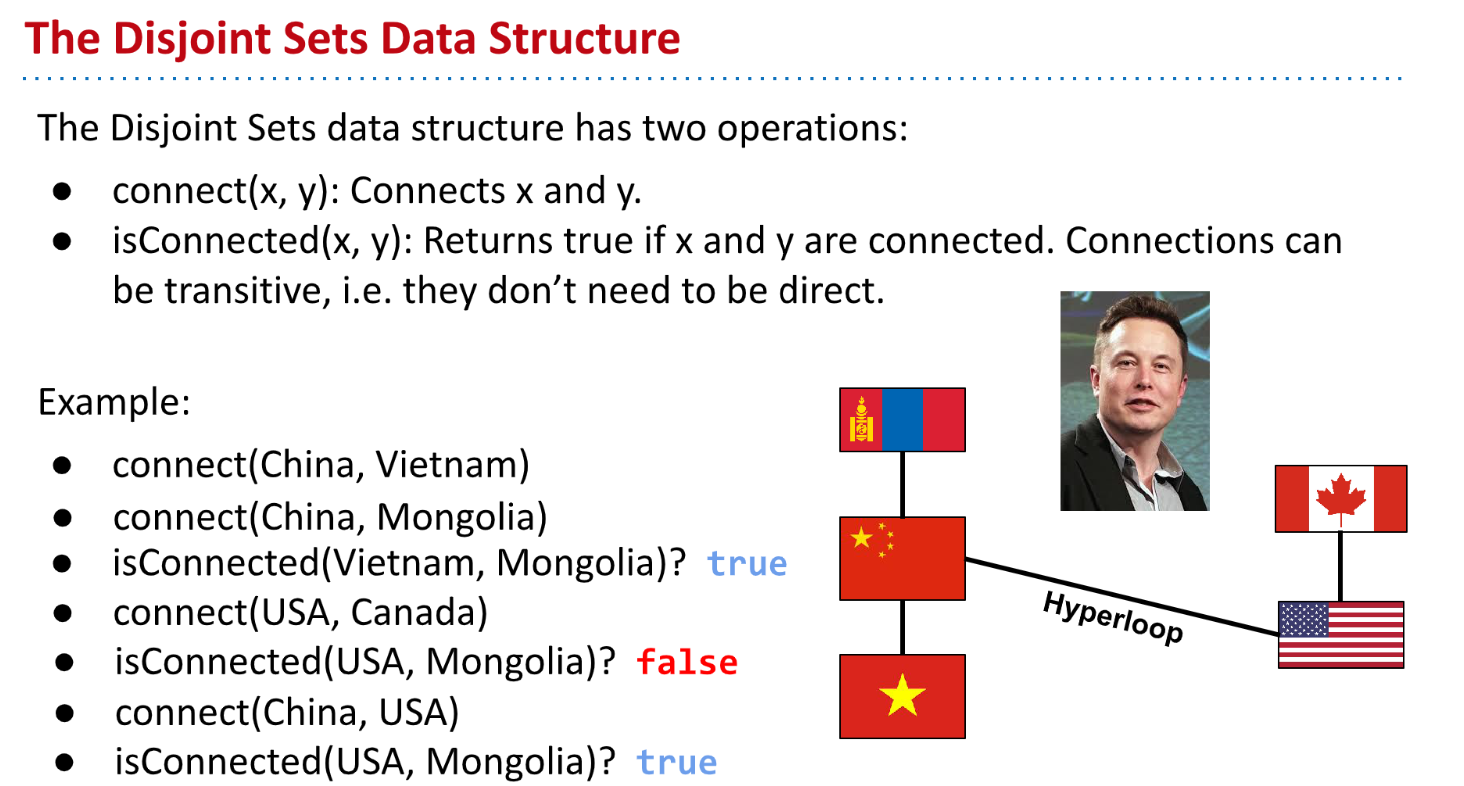 The Disjoint Sets Data Structure
The Disjoint Sets data structure has two operations:
● connect(x, y): Connects x and y.
● isConnected(x, y): Returns true if x and y are connected. Connections can
be transitive, i.e. they don’t need to be direct.
Example:
● connect(China, Vietnam)
● connect(China, Mongolia)
● isConnected(Vietnam, Mongolia)? true
● connect(USA, Canada)
● isConnected(USA, Mongolia)? false
● connect(China, USA)
● isConnected(USA, Mongolia)? true
Hyperloop